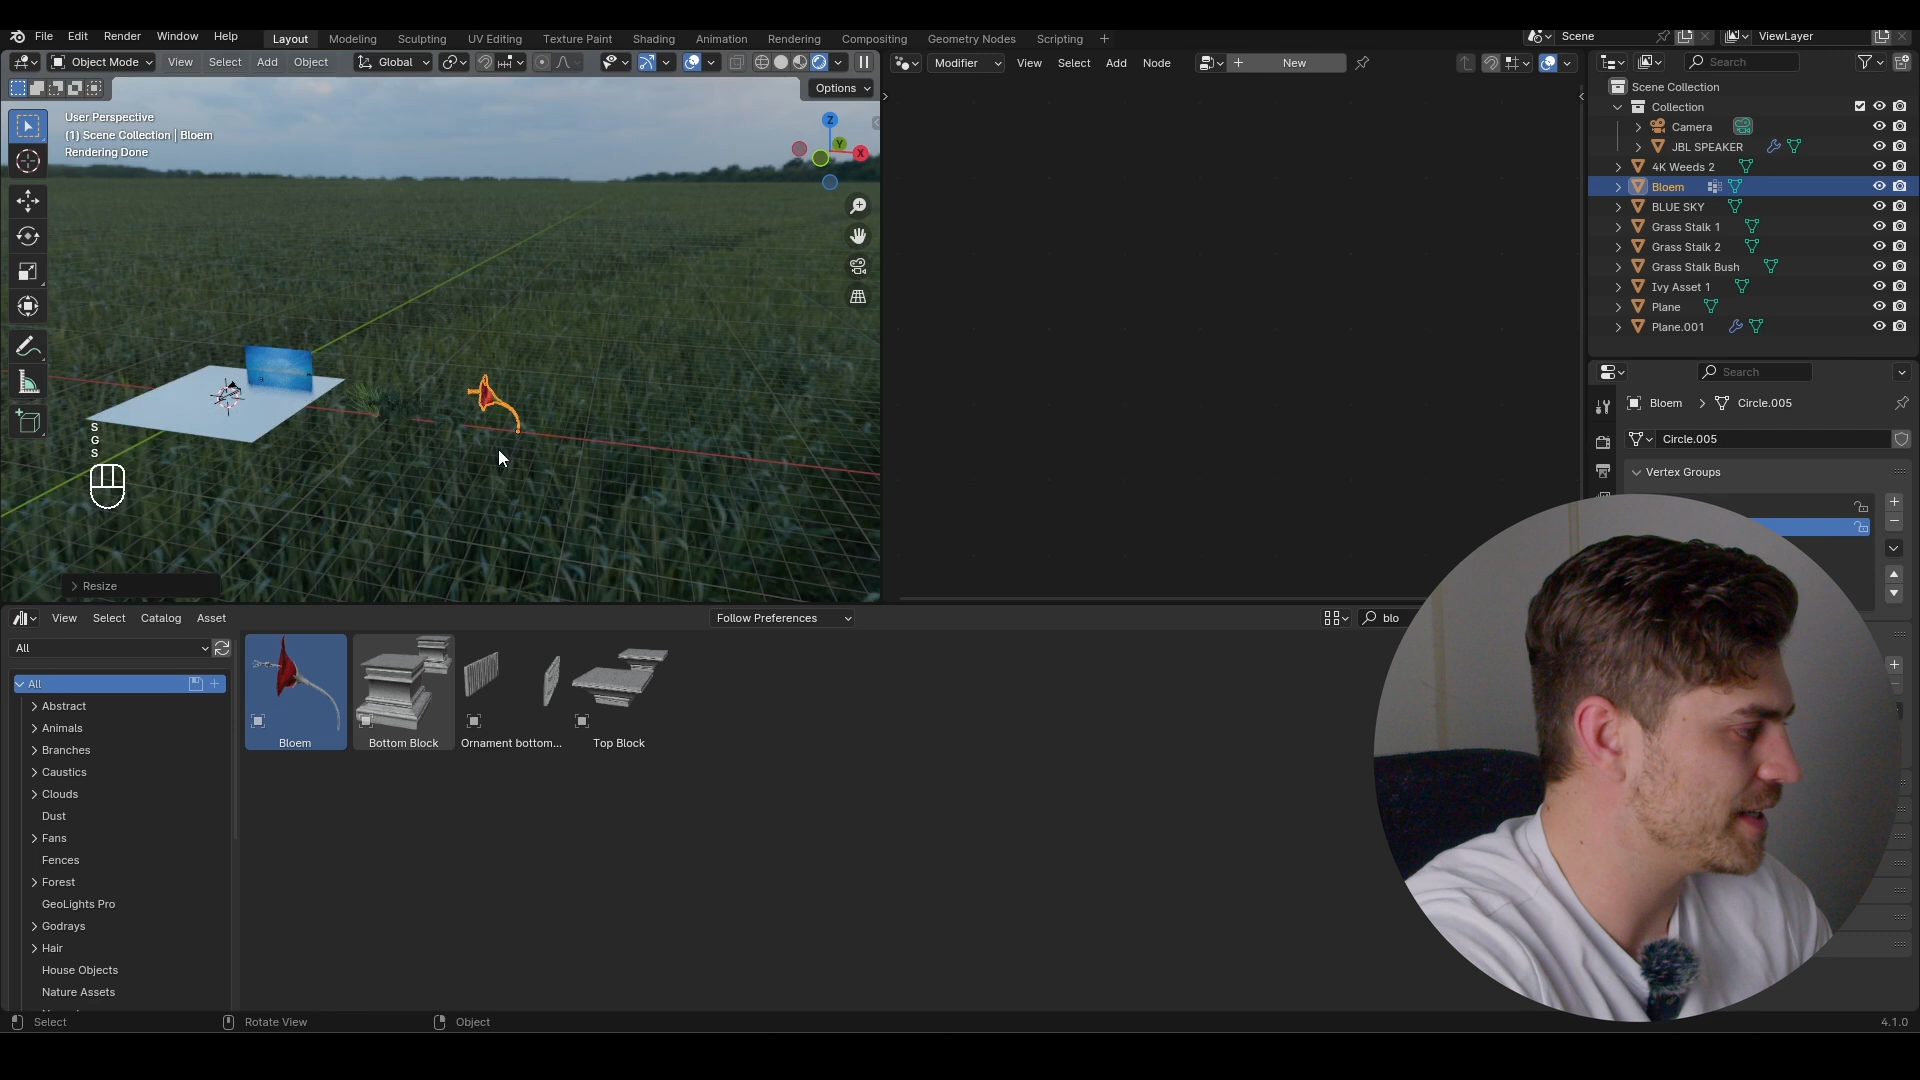 File Edit Render Window Help
Layout Modeling Sculpting UV Editing Texture Paint Shading Animation Rendering Compositing Geometry Nodes Scripting +
Scene
ViewLayer
Object Mode View Select Add Object Global
Options
User Perspective
(1) Scene Collection | Bloem
Rendering Done
Z
Y
X
S
G
S
Resize
Modifier View Select Add Node
New
Search
Scene Collection
Collection
Camera
JBL SPEAKER
4K Weeds 2
Bloem
BLUE SKY
Grass Stalk 1
Grass Stalk 2
Grass Stalk Bush
Ivy Asset 1
Plane
Plane.001
Search
Bloem > Circle.005
Circle.005
Vertex Groups
View Select Catalog Asset
Follow Preferences
blo
All
All
Abstract
Animals
Branches
Caustics
Clouds
Dust
Fans
Fences
Forest
GeoLights Pro
Godrays
Hair
House Objects
Nature Assets
Bloem
Bottom Block
Ornament bottom...
Top Block
Select
Rotate View
Object
4.1.0